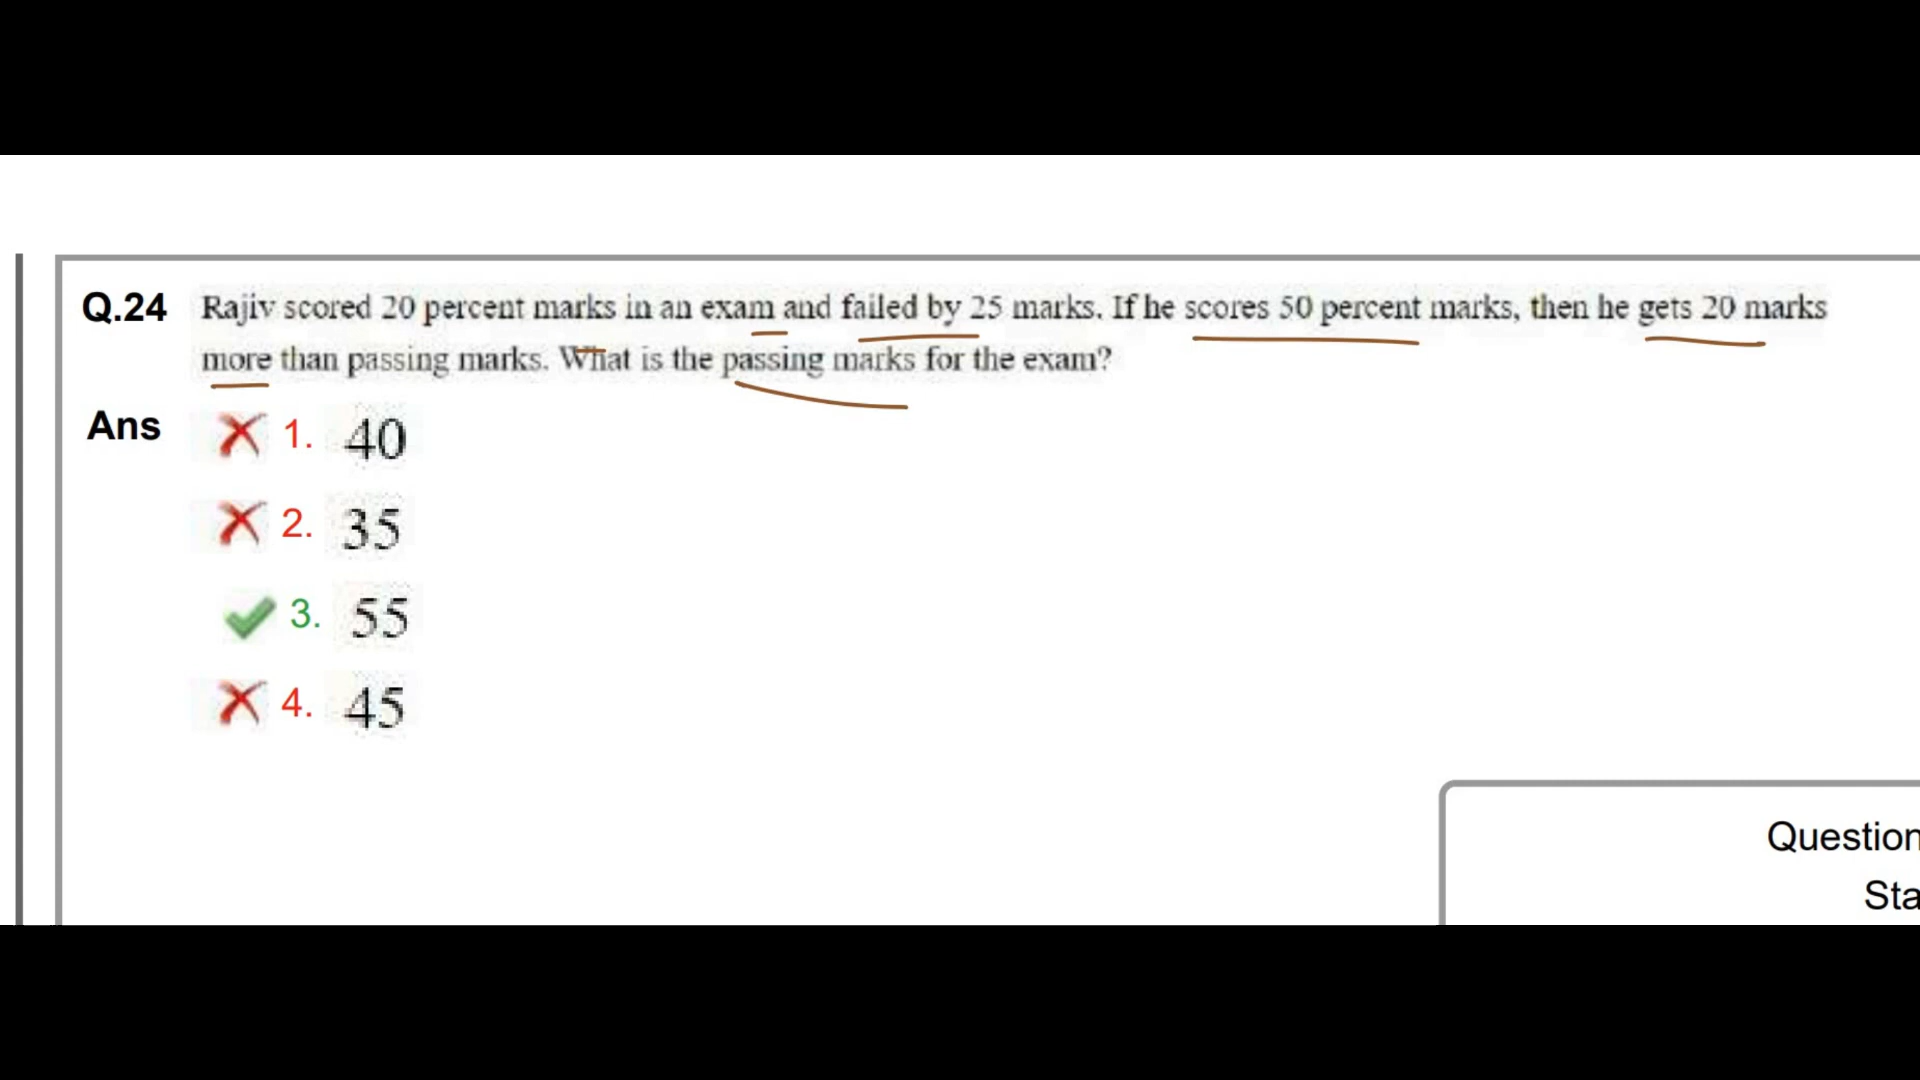 Q.24 Rajiv scored 20 percent marks in an exam and failed by 25 marks. If he scores 50 percent marks, then he gets 20 marks
more than passing marks. What is the passing marks for the exam?
Ans 1. 40
2. 35
3. 55
4. 45
Question
Sta